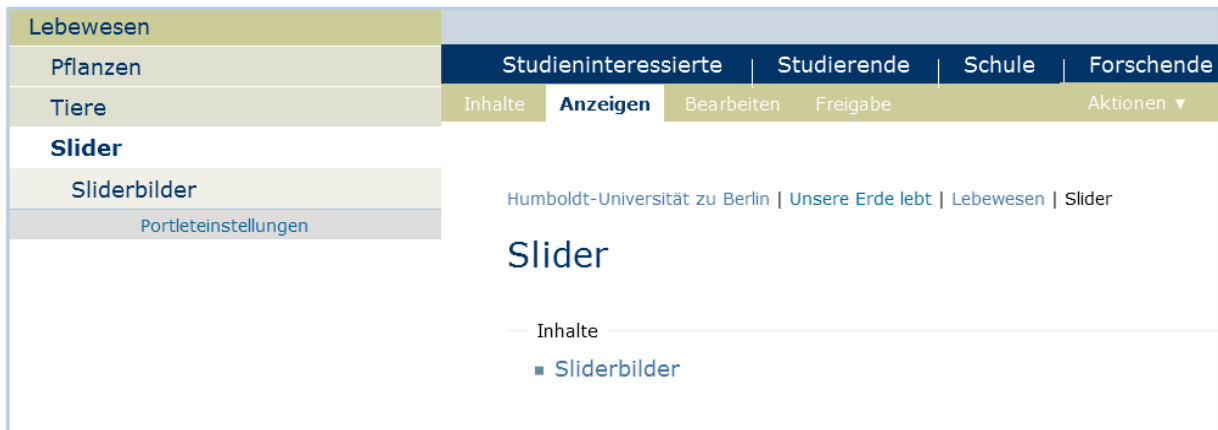 Lebewesen
Pflanzen
Tiere
Slider
Sliderbilder
Portleteinstellungen
Studieninteressierte | Studierende | Schule | Forschende
Inhalte Anzeigen Bearbeiten Freigabe Aktionen ▼
Humboldt-Universität zu Berlin | Unsere Erde lebt | Lebewesen | Slider
Slider
Inhalte
Sliderbilder